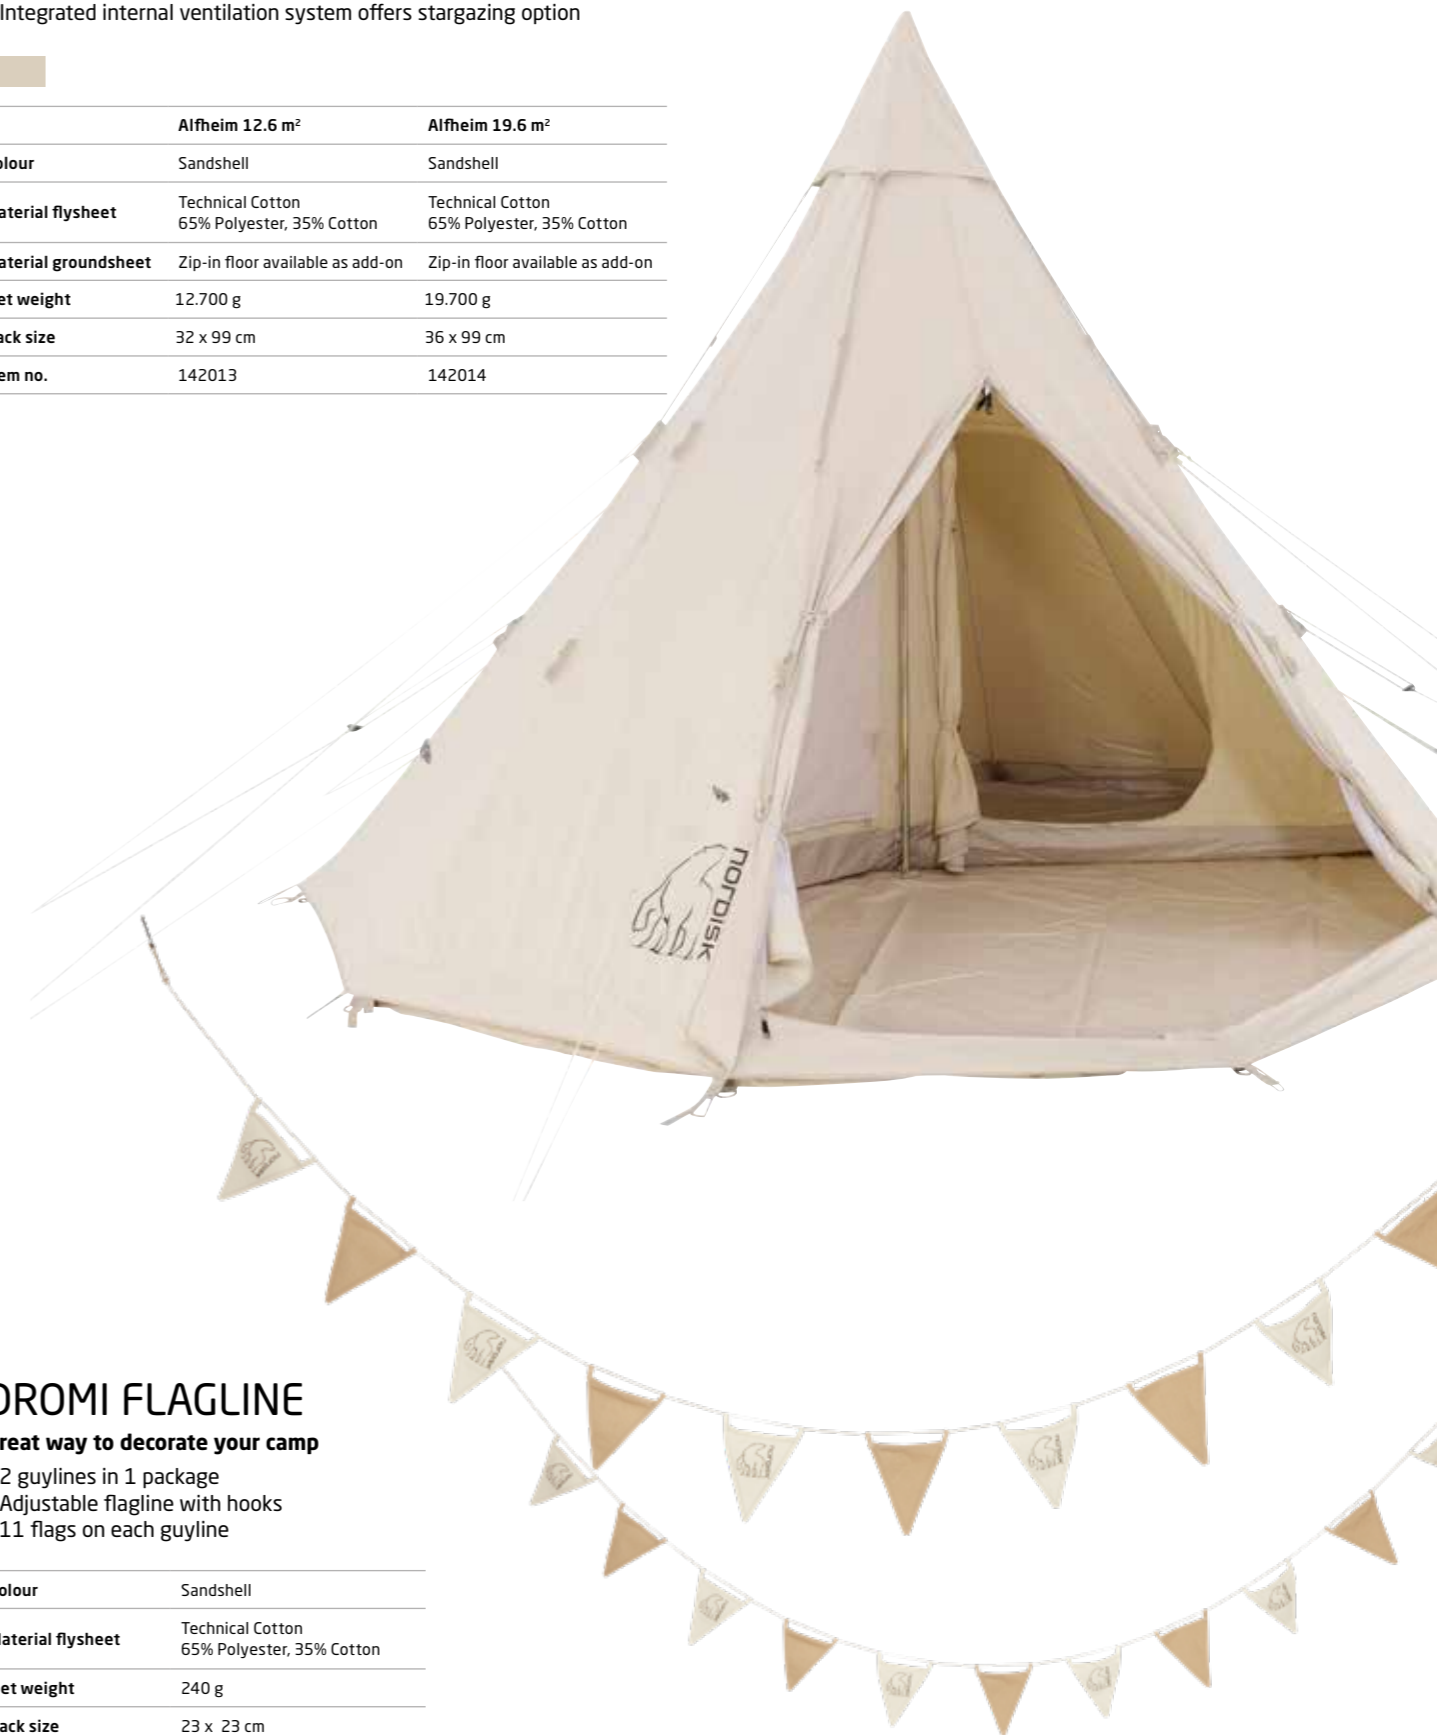 Integrated internal ventilation system offers stargazing option
Alfheim 12.6 m² Alfheim 19.6 m²
olour Sandshell Sandshell
aterial flysheet Technical Cotton 65% Polyester, 35% Cotton Technical Cotton 65% Polyester, 35% Cotton
aterial groundsheet Zip-in floor available as add-on Zip-in floor available as add-on
et weight 12.700 g 19.700 g
ack size 32 x 99 cm 36 x 99 cm
em no. 142013 142014
NORDISK
DROMI FLAGLINE
reat way to decorate your camp
2 guylines in 1 package
Adjustable flagline with hooks
11 flags on each guyline
olour Sandshell
aterial flysheet Technical Cotton 65% Polyester, 35% Cotton
et weight 240 g
ack size 23 x 23 cm